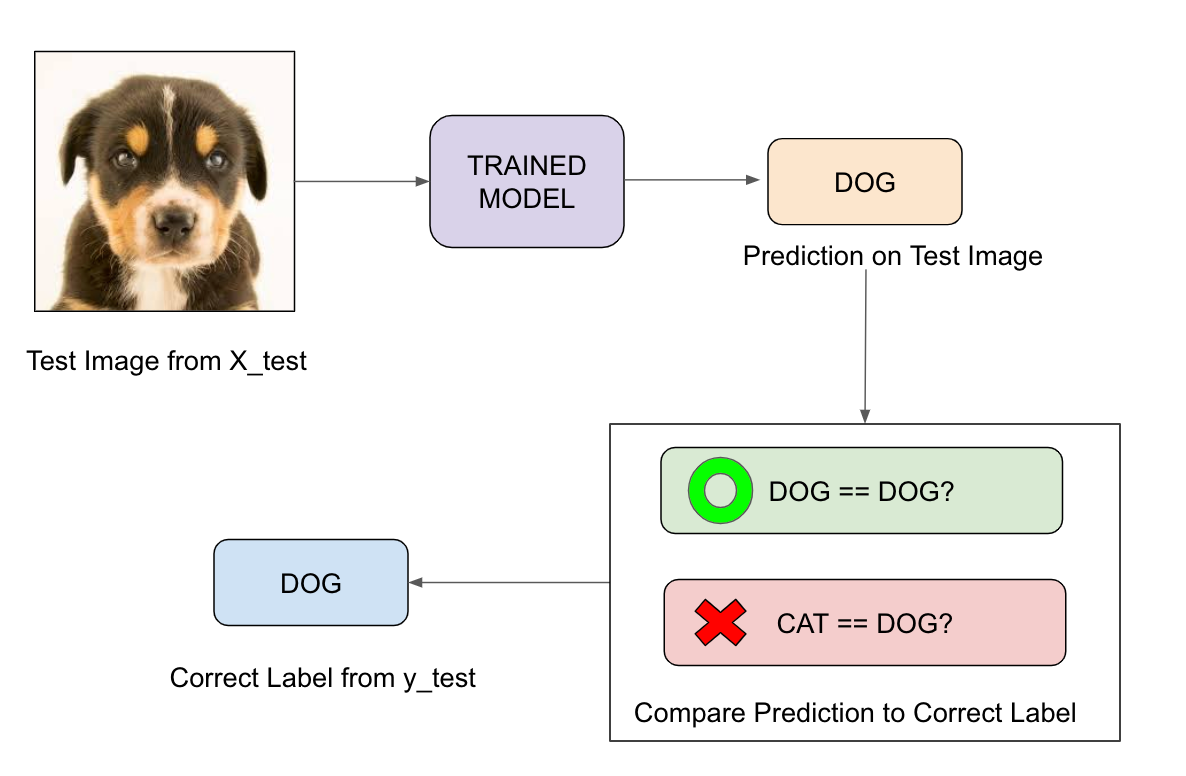 TRAINED
MODEL
DOG
Prediction on Test Image
Test Image from X_test
DOG == DOG?
CAT == DOG?
Compare Prediction to Correct Label
DOG
Correct Label from y_test